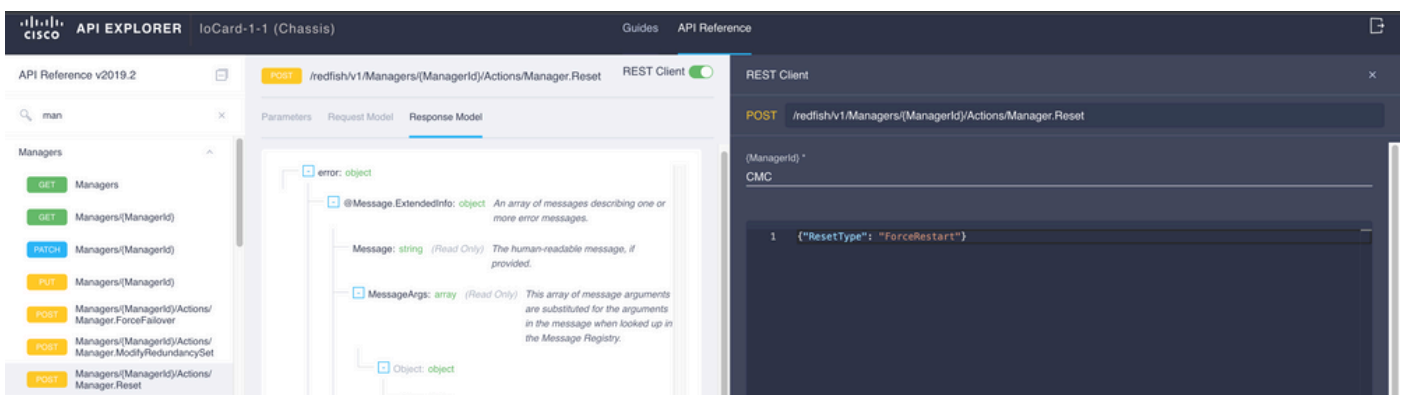 CISCO API EXPLORER IoCard-1-1 (Chassis) Guides API Reference
API Reference v2019.2
man
Managers
GET Managers
GET Managers/{ManagerId}
PATCH Managers/{ManagerId}
PUT Managers/{ManagerId}
POST Managers/{ManagerId}/Actions/
Manager.ForceFailover
POST Managers/{ManagerId}/Actions/
Manager.ModifyRedundancySet
POST Managers/{ManagerId}/Actions/
Manager.Reset
POST /redfish/v1/Managers/{ManagerId}/Actions/Manager.Reset REST Client
Parameters Request Model Response Model
error: object
@Message.ExtendedInfo: object An array of messages describing one or
more error messages.
Message: string (Read Only) The human-readable message, if
provided.
MessageArgs: array (Read Only) This array of message arguments
are substituted for the arguments
in the message when looked up in
the Message Registry.
Object: object
REST Client ×
POST /redfish/v1/Managers/{ManagerId}/Actions/Manager.Reset
{ManagerId} *
CMC
1 {"ResetType": "ForceRestart"}